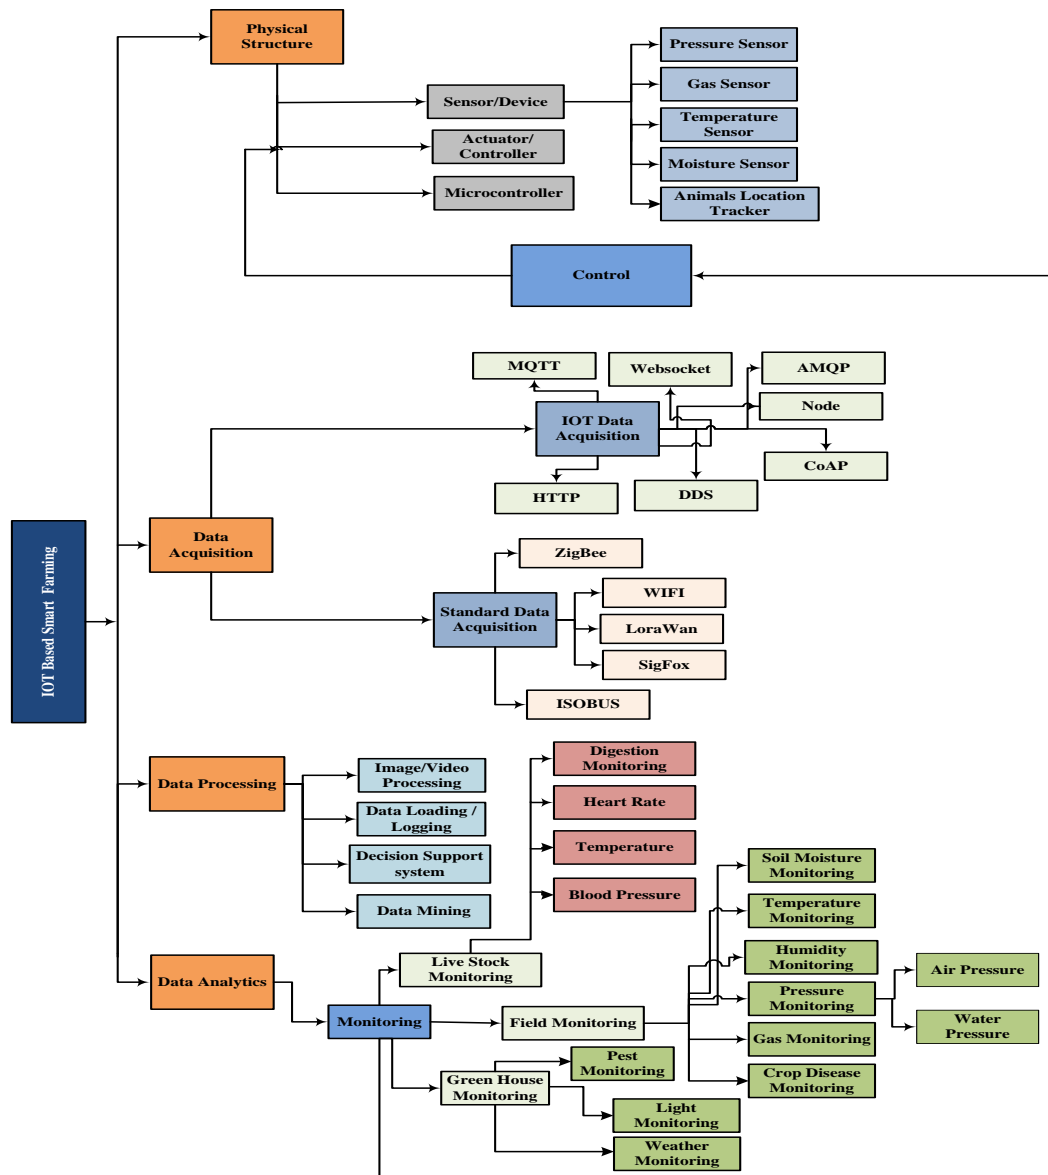 Physical
Structure
Pressure Sensor
Gas Sensor
Sensor/Device
Temperature
Sensor
Actuator/
Controller
Moisture Sensor
Microcontroller
Animals Location
Tracker
Control
MQTT
Websocket
AMQP
Node
IOT Data
Acquisition
CoAP
HTTP
DDS
IOT Based Smart Farming
Data
Acquisition
ZigBee
WIFI
Standard Data
Acquisition
LoraWan
SigFox
ISOBUS
Data Processing
Image/Video
Processing
Data Loading /
Logging
Decision Support
system
Data Mining
Digestion
Monitoring
Heart Rate
Temperature
Blood Pressure
Data Analytics
Live Stock
Monitoring
Monitoring
Field Monitoring
Soil Moisture
Monitoring
Temperature
Monitoring
Humidity
Monitoring
Pressure
Monitoring
Air Pressure
Water
Pressure
Gas Monitoring
Crop Disease
Monitoring
Green House
Monitoring
Pest
Monitoring
Light
Monitoring
Weather
Monitoring